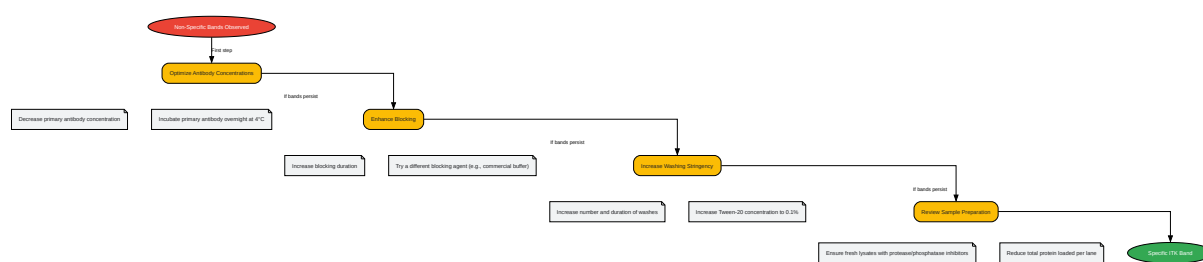 Non-Specific Bands Observed
First step
Optimize Antibody Concentrations
If bands persist
Decrease primary antibody concentration
Incubate primary antibody overnight at 4°C
Enhance Blocking
If bands persist
Increase blocking duration
Try a different blocking agent (e.g., commercial buffer)
Increase Washing Stringency
If bands persist
Increase number and duration of washes
Increase Tween-20 concentration to 0.1%
Review Sample Preparation
Ensure fresh lysates with protease/phosphatase inhibitors
Reduce total protein loaded per lane
Specific ITK Band